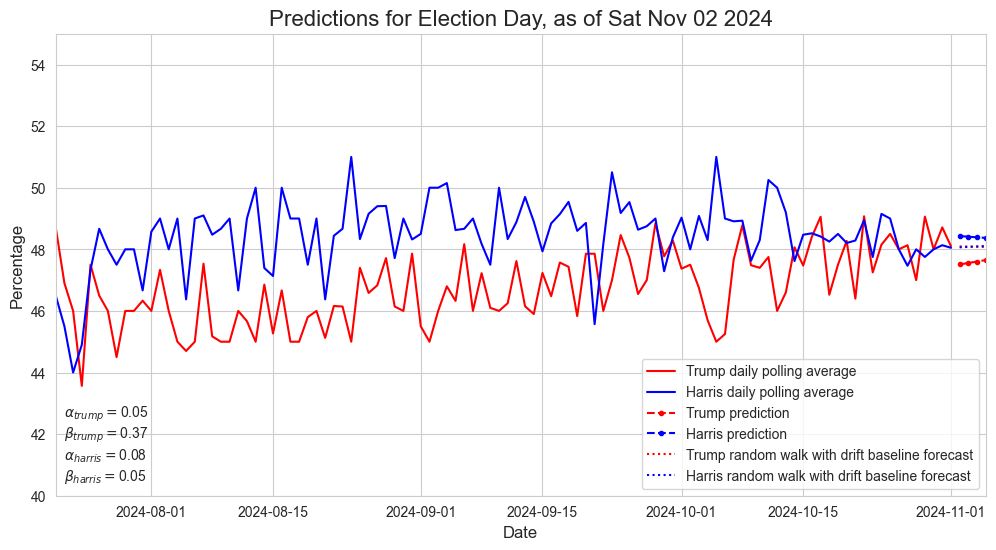 Predictions for Election Day, as of Sat Nov 02 2024
Percentage
54
52
50
48
46
44
42
40
α_trump = 0.05
β_trump = 0.37
α_harris = 0.08
β_harris = 0.05
Trump daily polling average
Harris daily polling average
Trump prediction
Harris prediction
Trump random walk with drift baseline forecast
Harris random walk with drift baseline forecast
2024-08-01 2024-08-15 2024-09-01 2024-09-15 2024-10-01 2024-10-15 2024-11-01
Date